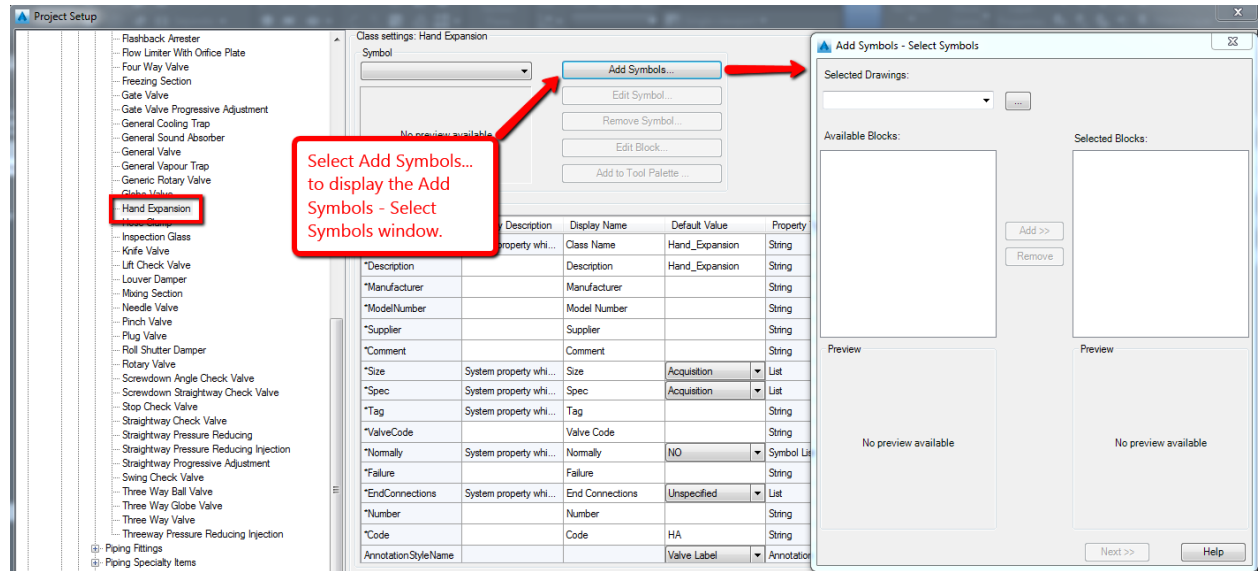 Project Setup
Flashback Arrester
Flow Limiter With Orifice Plate
Four Way Valve
Freezing Section
Gate Valve
Gate Valve Progressive Adjustment
General Cooling Trap
General Sound Absorber
General Valve
General Vapour Trap
Generic Rotary Valve
Globe Valve
Hand Expansion
Hose Clamp
Inspection Glass
Knife Valve
Lift Check Valve
Louver Damper
Mixing Section
Needle Valve
Pinch Valve
Plug Valve
Roll Shutter Damper
Rotary Valve
Screwdown Angle Check Valve
Screwdown Straightway Check Valve
Stop Check Valve
Straightway Check Valve
Straightway Pressure Reducing
Straightway Pressure Reducing Injection
Straightway Progressive Adjustment
Swing Check Valve
Three Way Ball Valve
Three Way Globe Valve
Three Way Valve
Threeway Pressure Reducing Injection
Piping Fittings
Piping Specialty Items
Class settings: Hand Expansion
Symbol
Add Symbols...
Edit Symbol...
Remove Symbol...
Edit Block...
Add to Tool Palette ...
No preview available
Select Add Symbols...
to display the Add
Symbols - Select
Symbols window.
Description Display Name Default Value Property
property whi... Class Name Hand_Expansion String
*Description Description Hand_Expansion String
*Manufacturer Manufacturer String
*ModelNumber Model Number String
*Supplier Supplier String
*Comment Comment String
*Size System property whi... Size Acquisition List
*Spec System property whi... Spec Acquisition List
*Tag System property whi... Tag String
*ValveCode Valve Code String
*Normally System property whi... Normally NO Symbol Lis
*Failure Failure String
*EndConnections System property whi... End Connections Unspecified List
*Number Number String
*Code Code HA String
AnnotationStyleName Valve Label Annotation
Add Symbols - Select Symbols
Selected Drawings:
...
Available Blocks:
Selected Blocks:
Add >>
Remove
Preview
Preview
No preview available
No preview available
Next >>
Help